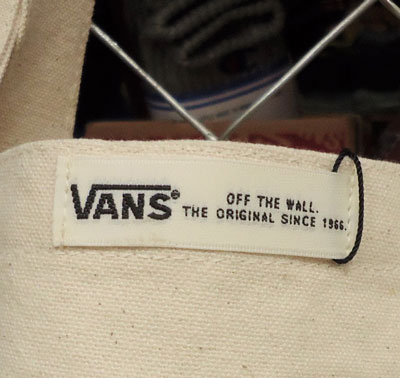 VANS®
OFF THE WALL.
THE ORIGINAL SINCE 1966.